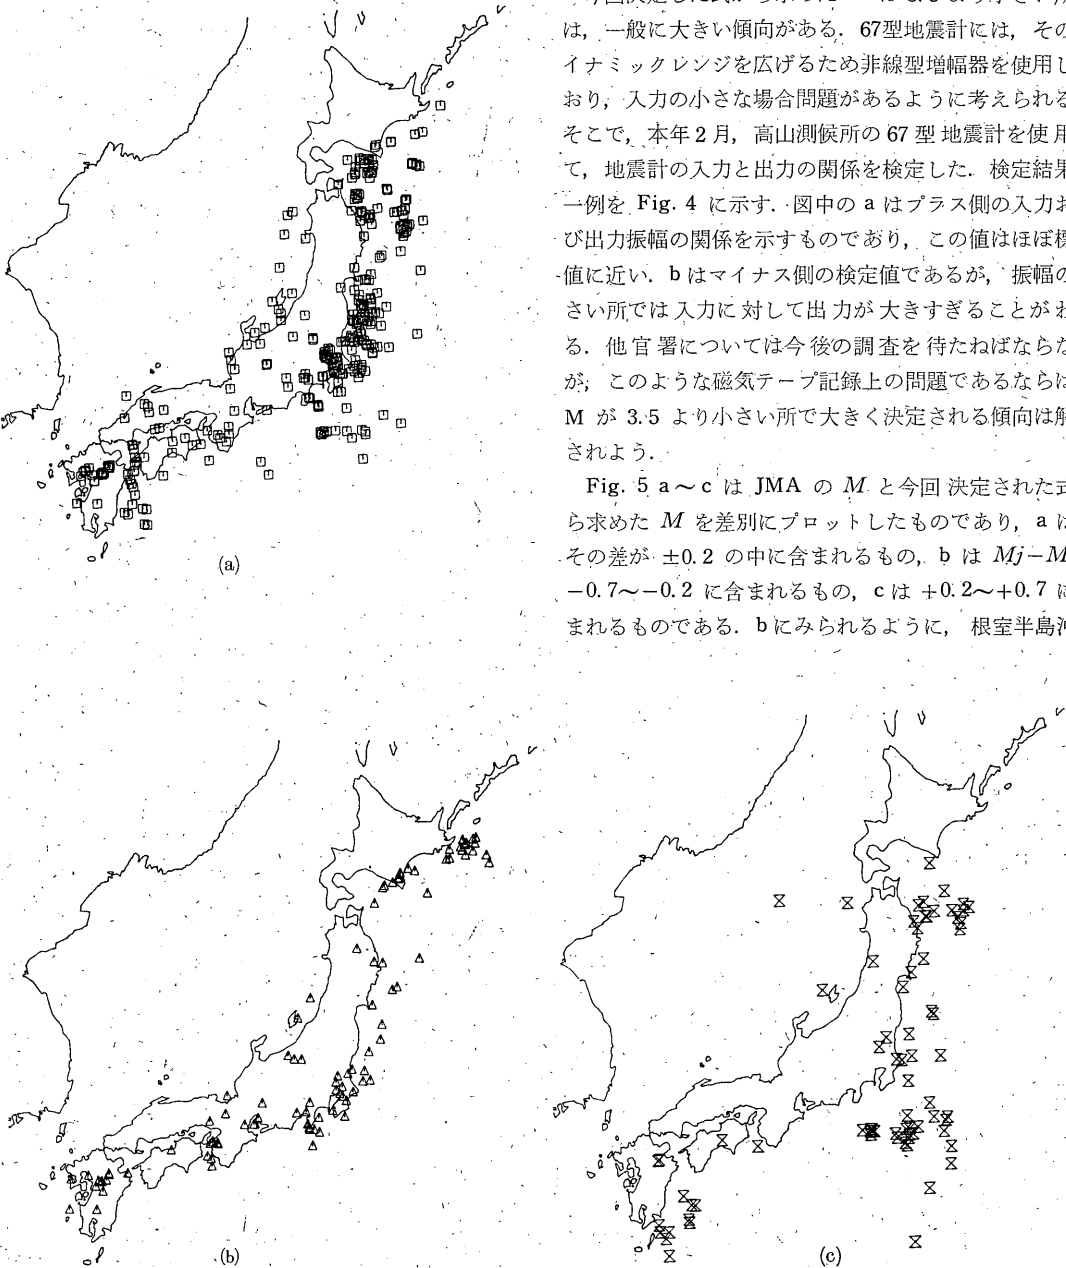 は，一般に大きい傾向がある．67型地震計には，その
イナミックレンジを広げるため非線型増幅器を使用し
おり，入力の小さな場合問題があるように考えられる
そこで，本年2月，高山測候所の67型地震計を使用
て，地震計の入力と出力の関係を検定した．検定結果
一例を Fig. 4 に示す．図中の a はプラス側の入力お
び出力振幅の関係を示すものであり，この値はほぼ標
値に近い．b はマイナス側の検定値であるが，振幅の
さい所では入力に対して出力が大きすぎることがわ
る．他官署については今後の調査を待たねばならな
が，このような磁気テープ記録上の問題であるならば
M が 3.5 より小さい所で大きく決定される傾向は解
されよう．
Fig. 5 a～c は JMA の M と今回決定された式
ら求めた M を差別にプロットしたものであり，a は
その差が ±0.2 の中に含まれるもの，b は Mj−M
−0.7～−0.2 に含まれるもの，c は +0.2～+0.7 に
まれるものである．b にみられるように，根室半島沖
(a)
(b)
(c)